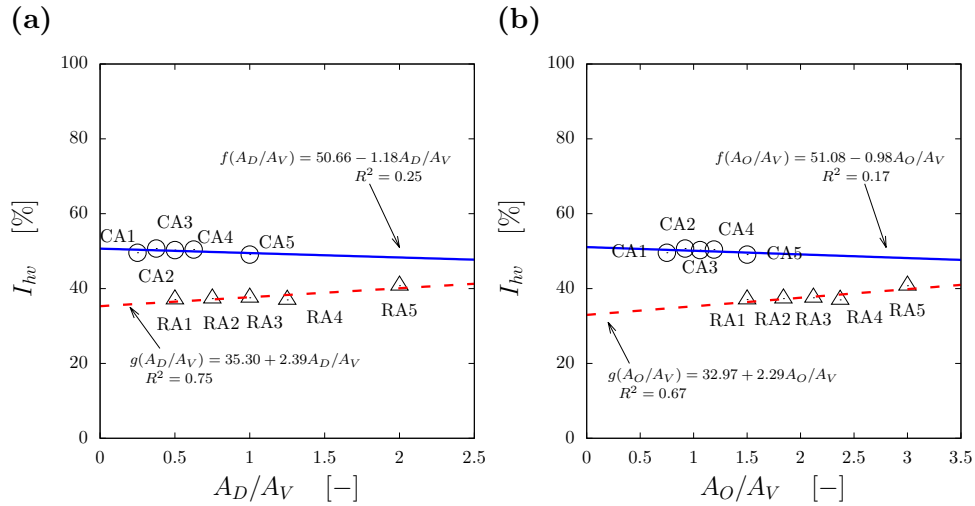 (a)
100
80
60
40
20
0
I_{hv} [%]
f(A_D/A_V) = 50.66 − 1.18A_D/A_V
R^2 = 0.25
CA1
CA2
CA3
CA4
CA5
RA1
RA2
RA3
RA4
RA5
g(A_D/A_V) = 35.30 + 2.39A_D/A_V
R^2 = 0.75
0 0.5 1 1.5 2 2.5
A_D/A_V [−]
(b)
100
80
60
40
20
0
I_{hv} [%]
f(A_O/A_V) = 51.08 − 0.98A_O/A_V
R^2 = 0.17
CA1
CA2
CA3
CA4
CA5
RA1
RA2
RA3
RA4
RA5
g(A_O/A_V) = 32.97 + 2.29A_O/A_V
R^2 = 0.67
0 0.5 1 1.5 2 2.5 3 3.5
A_O/A_V [−]